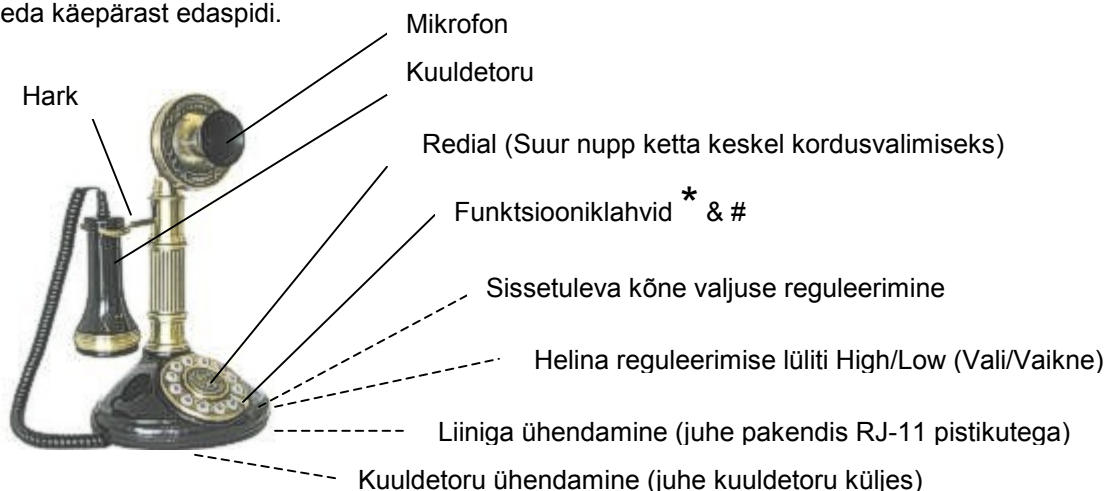 eda käepärast edaspidi.
Mikrofon
Kuuldetoru
Hark
Redial (Suur nupp ketta keskel kordusvalimiseks)
Funktsiooniklahvid * & #
Sissetuleva kõne valjuse reguleerimine
Helina reguleerimise lüliti High/Low (Vali/Vaikne)
Liiniga ühendamine (juhe pakendis RJ-11 pistikutega)
Kuuldetoru ühendamine (juhe kuuldetoru küljes)